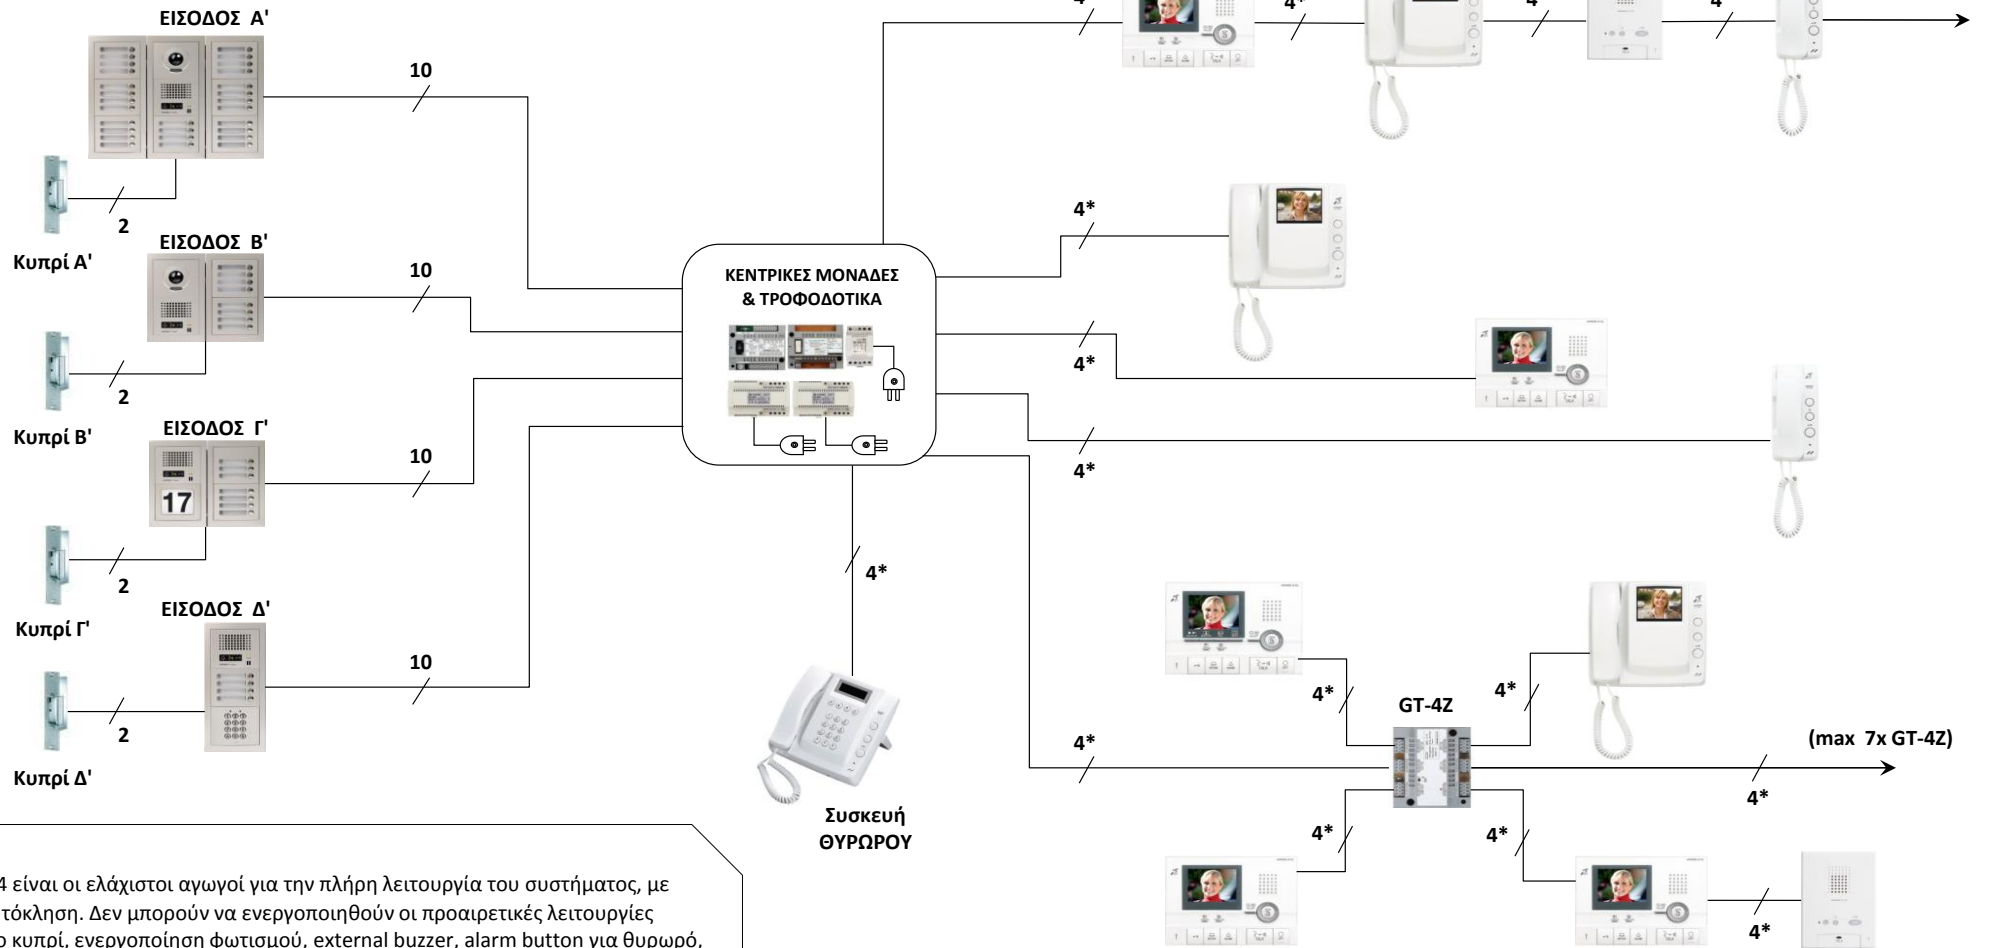 ΕΙΣΟΔΟΣ Α'
10
2
Κυπρί Α'
ΕΙΣΟΔΟΣ Β'
10
2
Κυπρί Β'
ΕΙΣΟΔΟΣ Γ'
17
10
2
Κυπρί Γ'
ΕΙΣΟΔΟΣ Δ'
10
2
Κυπρί Δ'
ΚΕΝΤΡΙΚΕΣ ΜΟΝΑΔΕΣ
& ΤΡΟΦΟΔΟΤΙΚΑ
4*
Συσκευή
ΘΥΡΩΡΟΥ
4*
4*
4*
4*
4*
4*
GT-4Z
(max 7x GT-4Z)
4*
4*
4*
4*
4 είναι οι ελάχιστοι αγωγοί για την πλήρη λειτουργία του συστήματος, με
τόκληση. Δεν μπορούν να ενεργοποιηθούν οι προαιρετικές λειτουργίες
ο κυπρί, ενεργοποίηση φωτισμού, external buzzer, alarm button για θυρωρό,